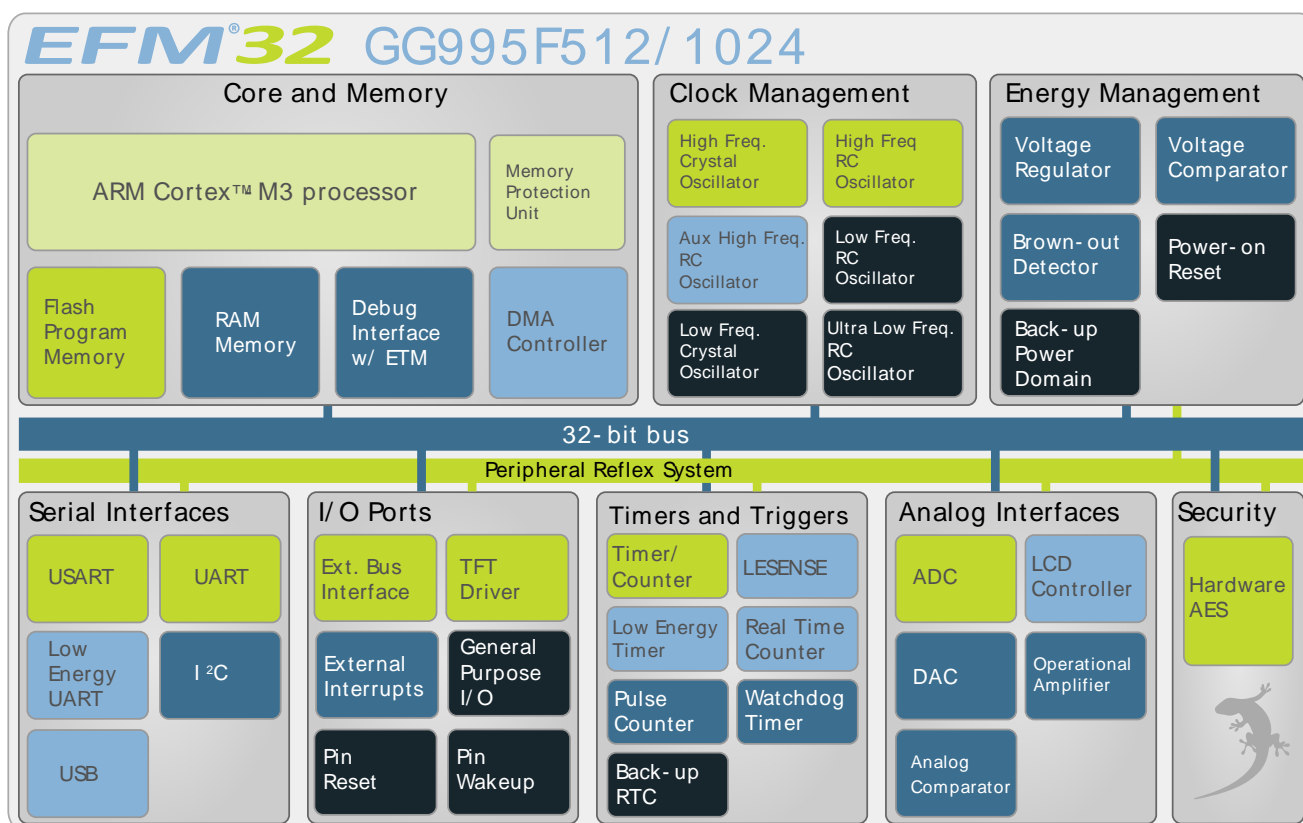 EFM®32 GG995F512/1024
Core and Memory
Clock Management
Energy Management
ARM Cortex™ M3 processor
Memory
Protection
Unit
Flash
Program
Memory
RAM
Memory
Debug
Interface
w/ ETM
DMA
Controller
High Freq.
Crystal
Oscillator
High Freq
RC
Oscillator
Aux High Freq.
RC
Oscillator
Low Freq.
RC
Oscillator
Low Freq.
Crystal
Oscillator
Ultra Low Freq.
RC
Oscillator
Voltage
Regulator
Voltage
Comparator
Brown-out
Detector
Power-on
Reset
Back-up
Power
Domain
32-bit bus
Peripheral Reflex System
Serial Interfaces
USART
UART
Low
Energy
UART
I²C
USB
I/O Ports
Ext. Bus
Interface
TFT
Driver
External
Interrupts
General
Purpose
I/O
Pin
Reset
Pin
Wakeup
Timers and Triggers
Timer/
Counter
LESENSE
Low Energy
Timer
Real Time
Counter
Pulse
Counter
Watchdog
Timer
Back-up
RTC
Analog Interfaces
ADC
LCD
Controller
DAC
Operational
Amplifier
Analog
Comparator
Security
Hardware
AES